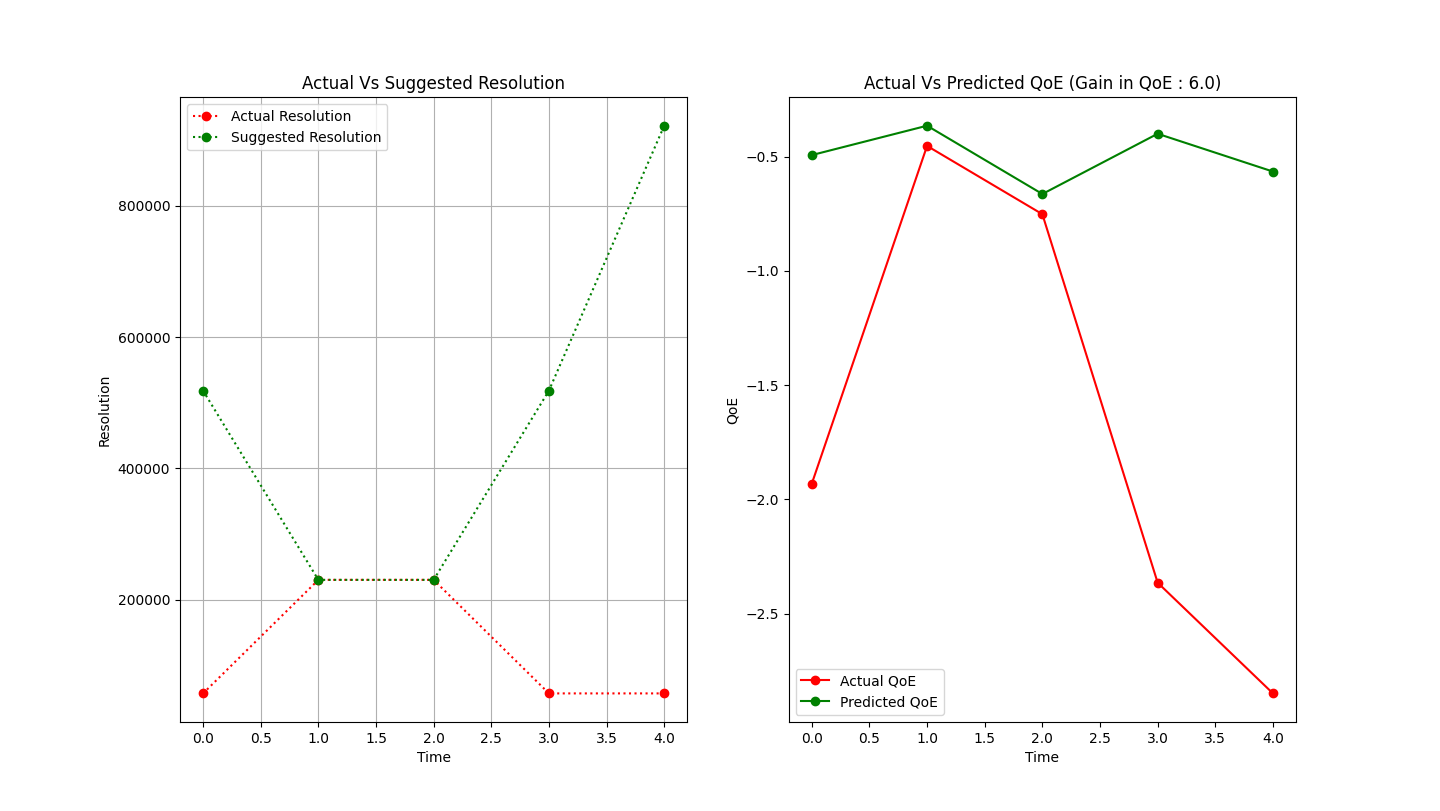 Actual Vs Suggested Resolution
Actual Resolution
Suggested Resolution
800000
600000
400000
200000
Resolution
0.0 0.5 1.0 1.5 2.0 2.5 3.0 3.5 4.0
Time
Actual Vs Predicted QoE (Gain in QoE : 6.0)
−0.5
−1.0
−1.5
−2.0
−2.5
QoE
Actual QoE
Predicted QoE
0.0 0.5 1.0 1.5 2.0 2.5 3.0 3.5 4.0
Time